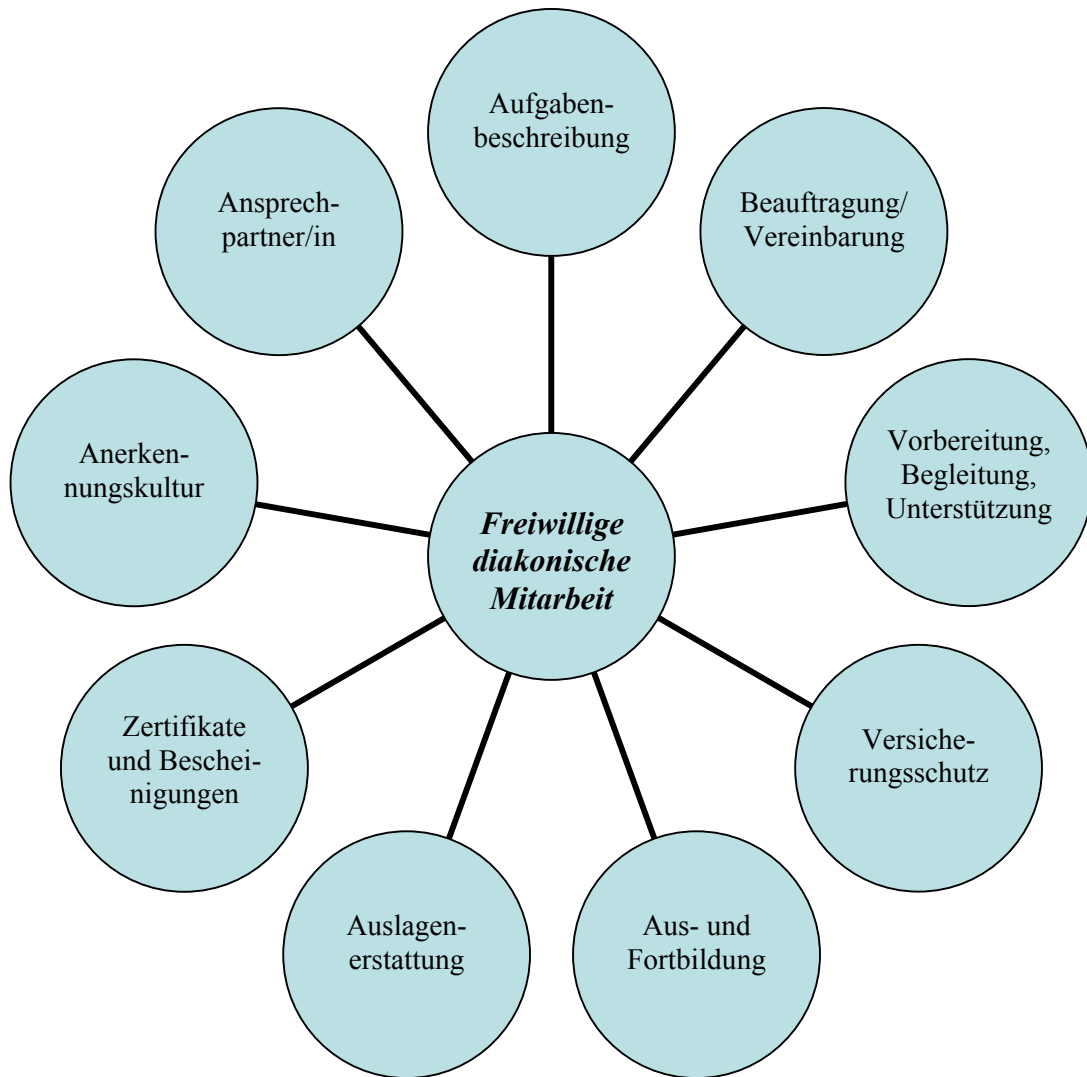 Aufgaben-
beschreibung
Beauftragung/
Vereinbarung
Vorbereitung,
Begleitung,
Unterstützung
Versiche-
rungsschutz
Aus- und
Fortbildung
Auslagen-
erstattung
Zertifikate
und Beschei-
nigungen
Anerken-
nungskultur
Ansprech-
partner/in
Freiwillige
diakonische
Mitarbeit